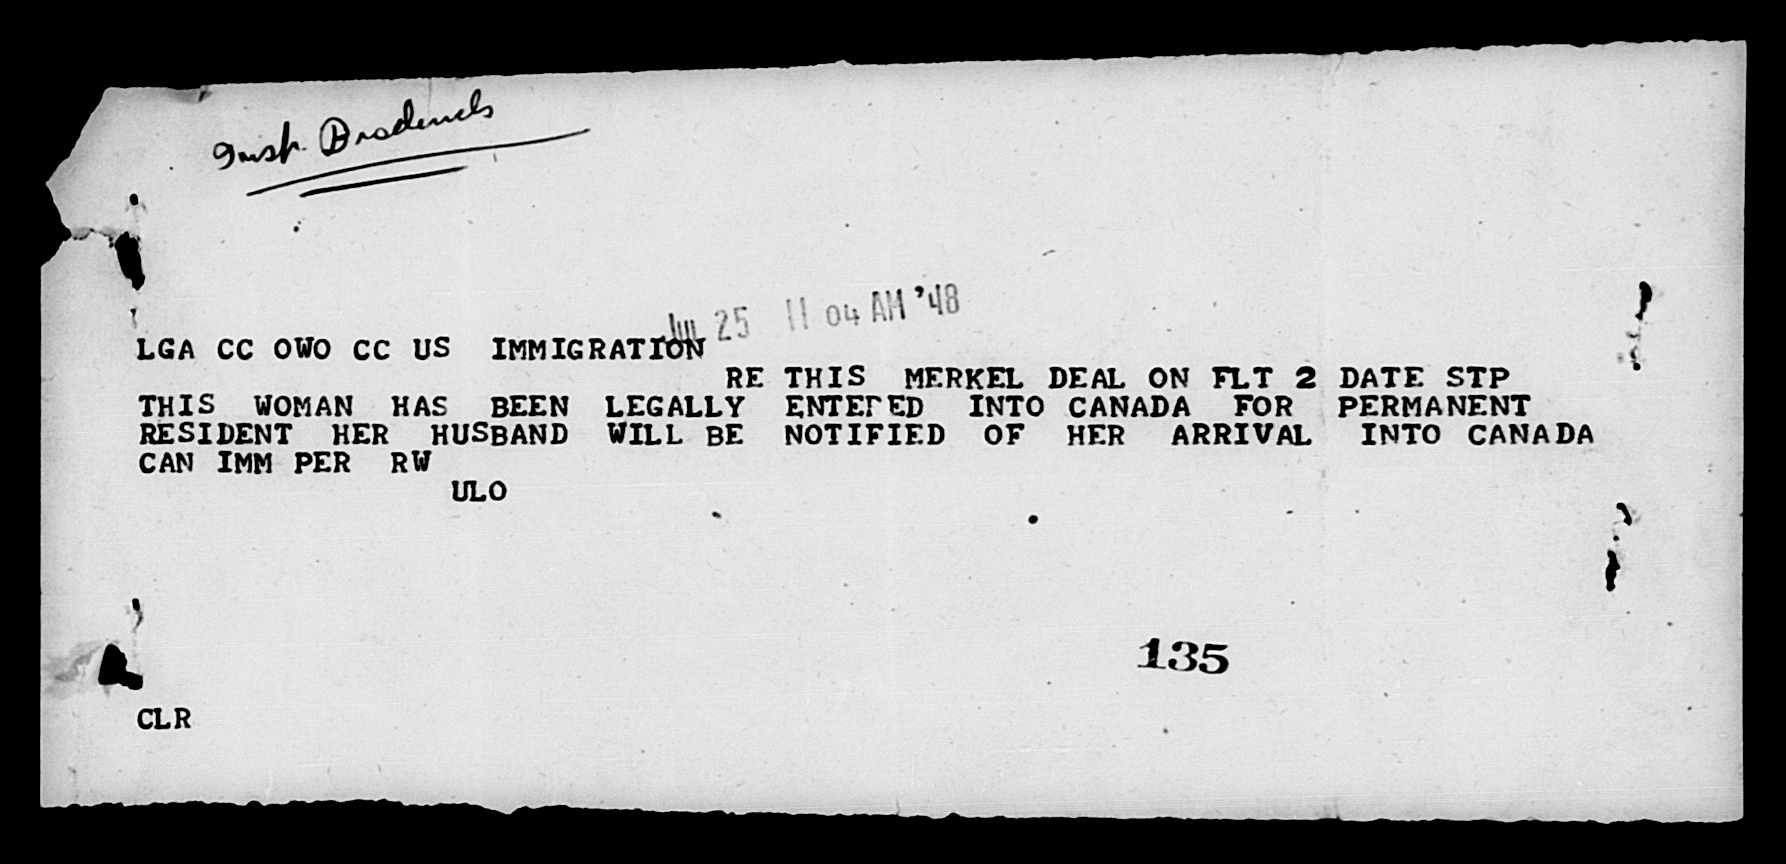 Insp. Broderick
JUL 25 11 04 AM '48
LGA CC OWO CC US IMMIGRATION
RE THIS MERKEL DEAL ON FLT 2 DATE STP
THIS WOMAN HAS BEEN LEGALLY ENTERED INTO CANADA FOR PERMANENT
RESIDENT HER HUSBAND WILL BE NOTIFIED OF HER ARRIVAL INTO CANADA
CAN IMM PER RW
ULO
135
CLR